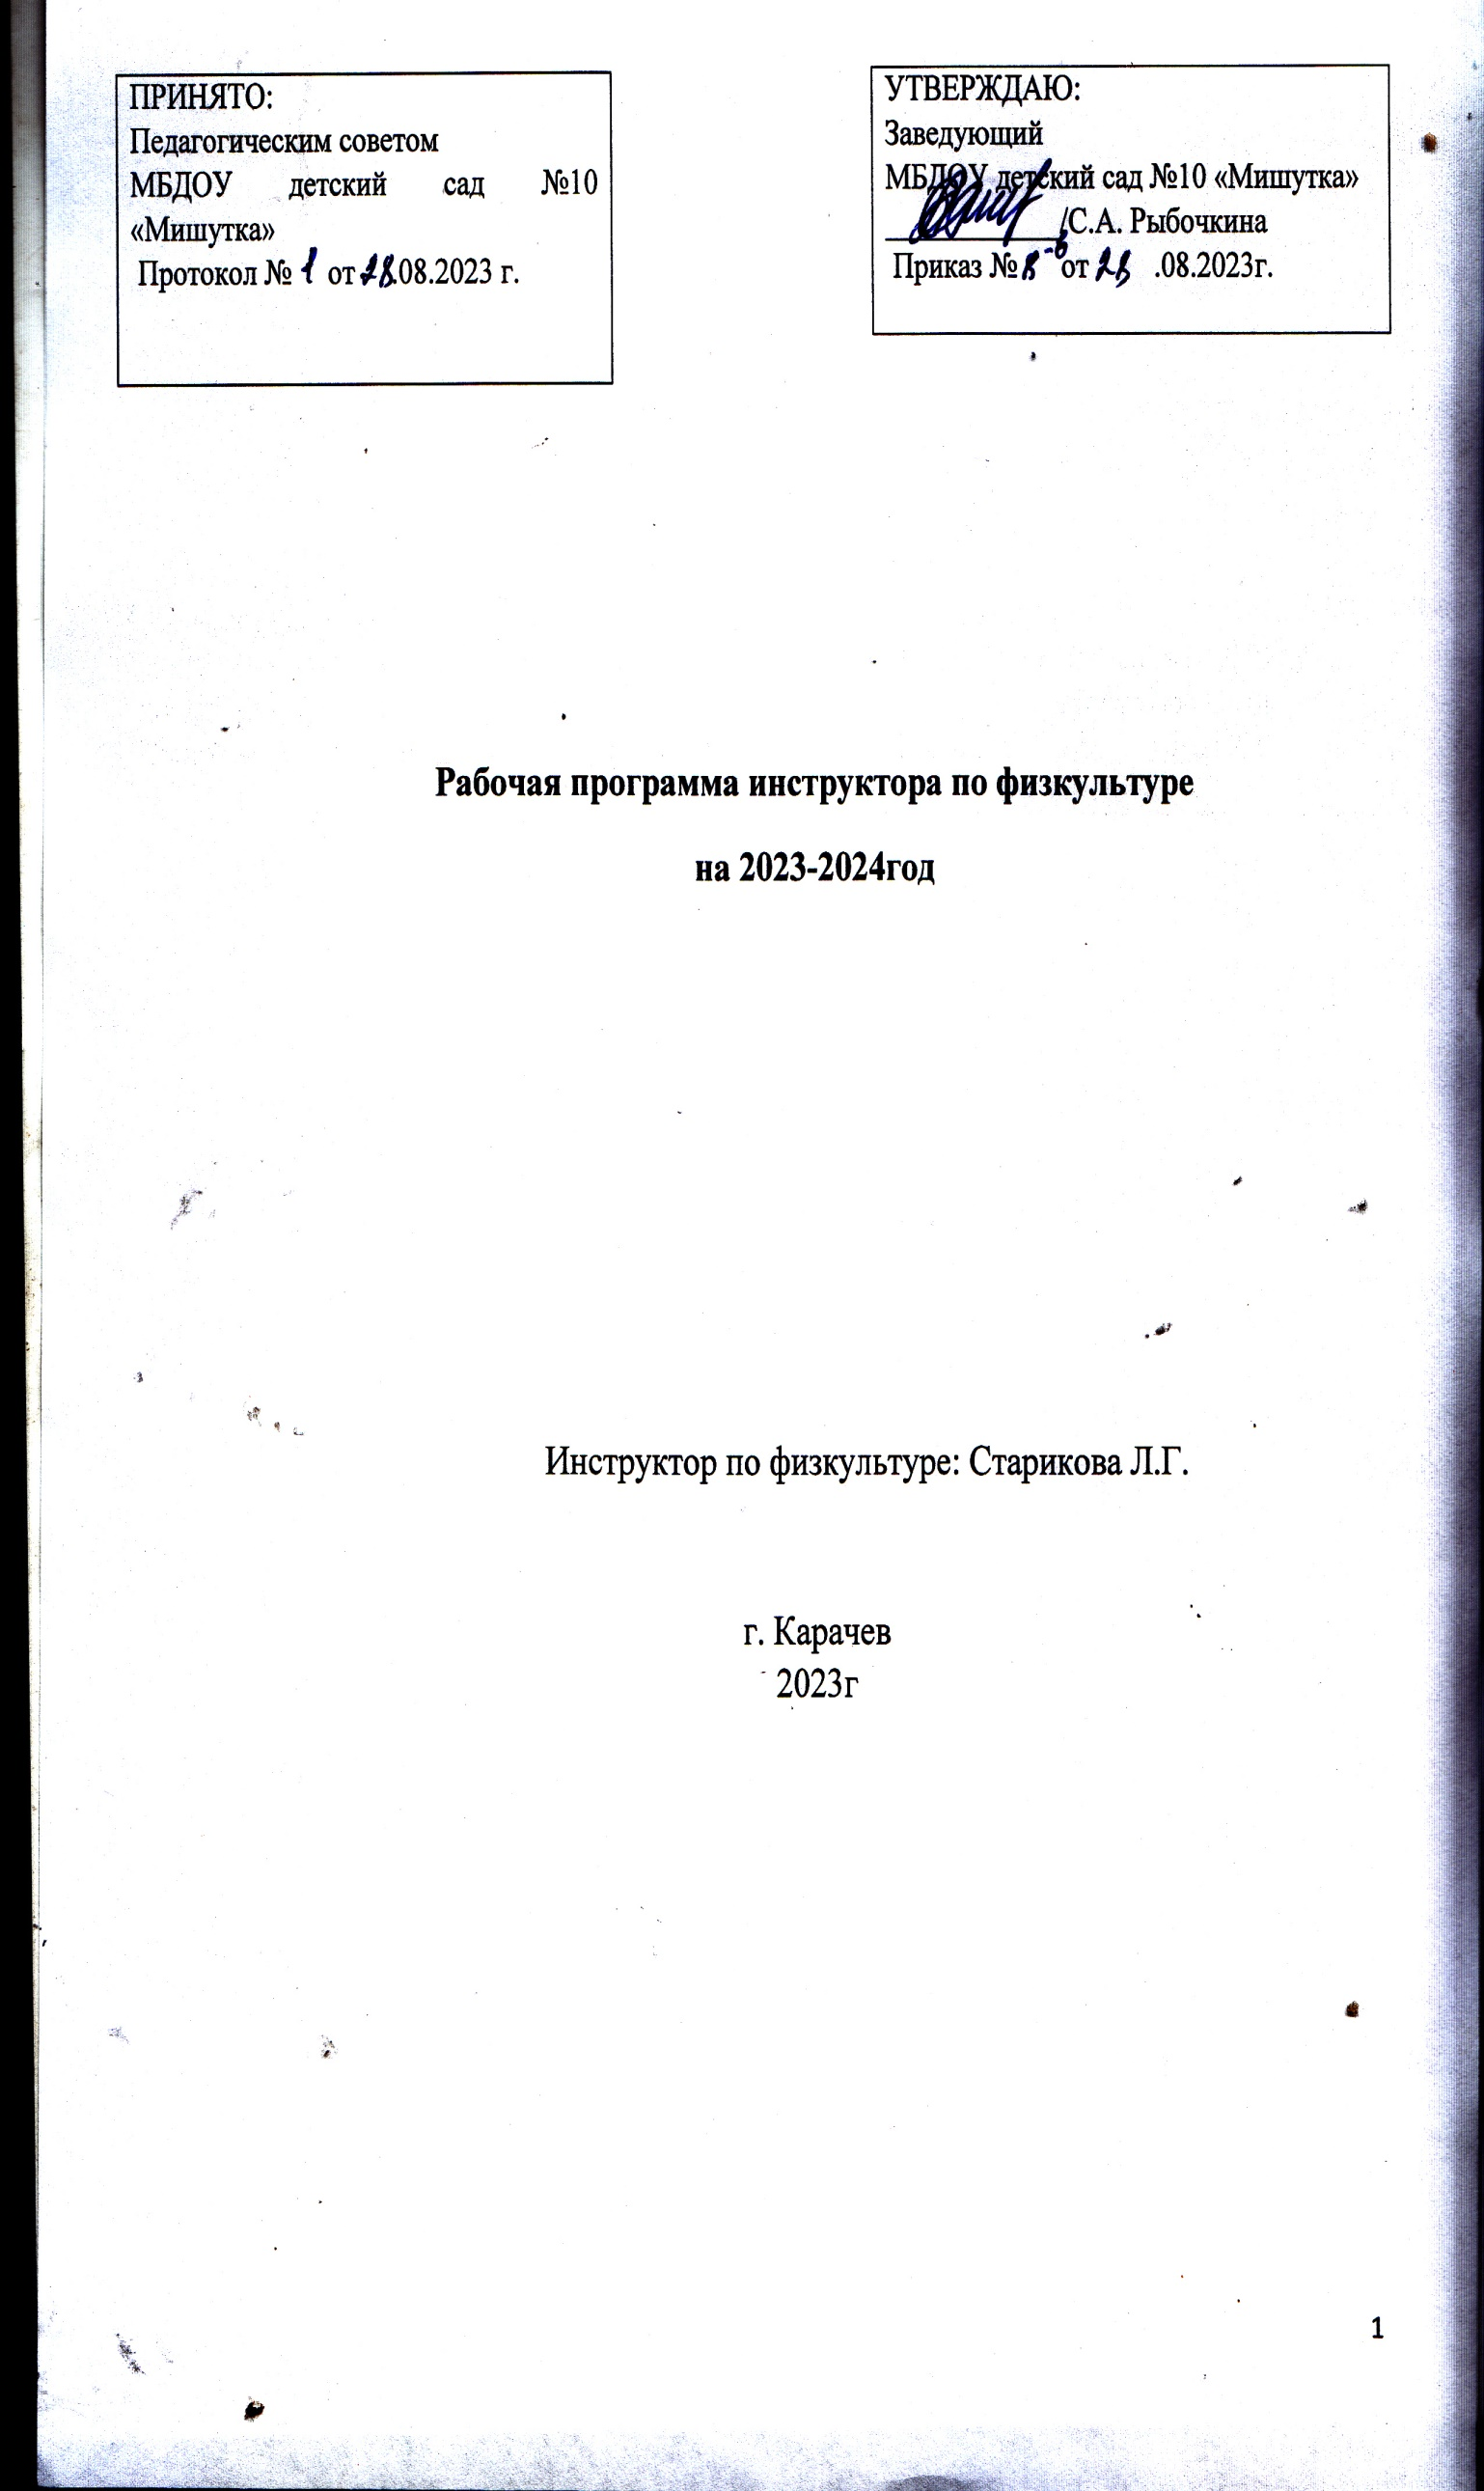 ПРИНЯТО:
Педагогическим советом
МБДОУ детский сад №10
«Мишутка»
Протокол № 1 от 28.08.2023 г.
УТВЕРЖДАЮ:
Заведующий
МБДОУ детский сад №10 «Мишутка»
/С.А. Рыбочкина
Приказ № от 28 .08.2023г.
Рабочая программа инструктора по физкультуре
на 2023-2024год
Инструктор по физкультуре: Старикова Л.Г.
г. Карачев
2023г
1